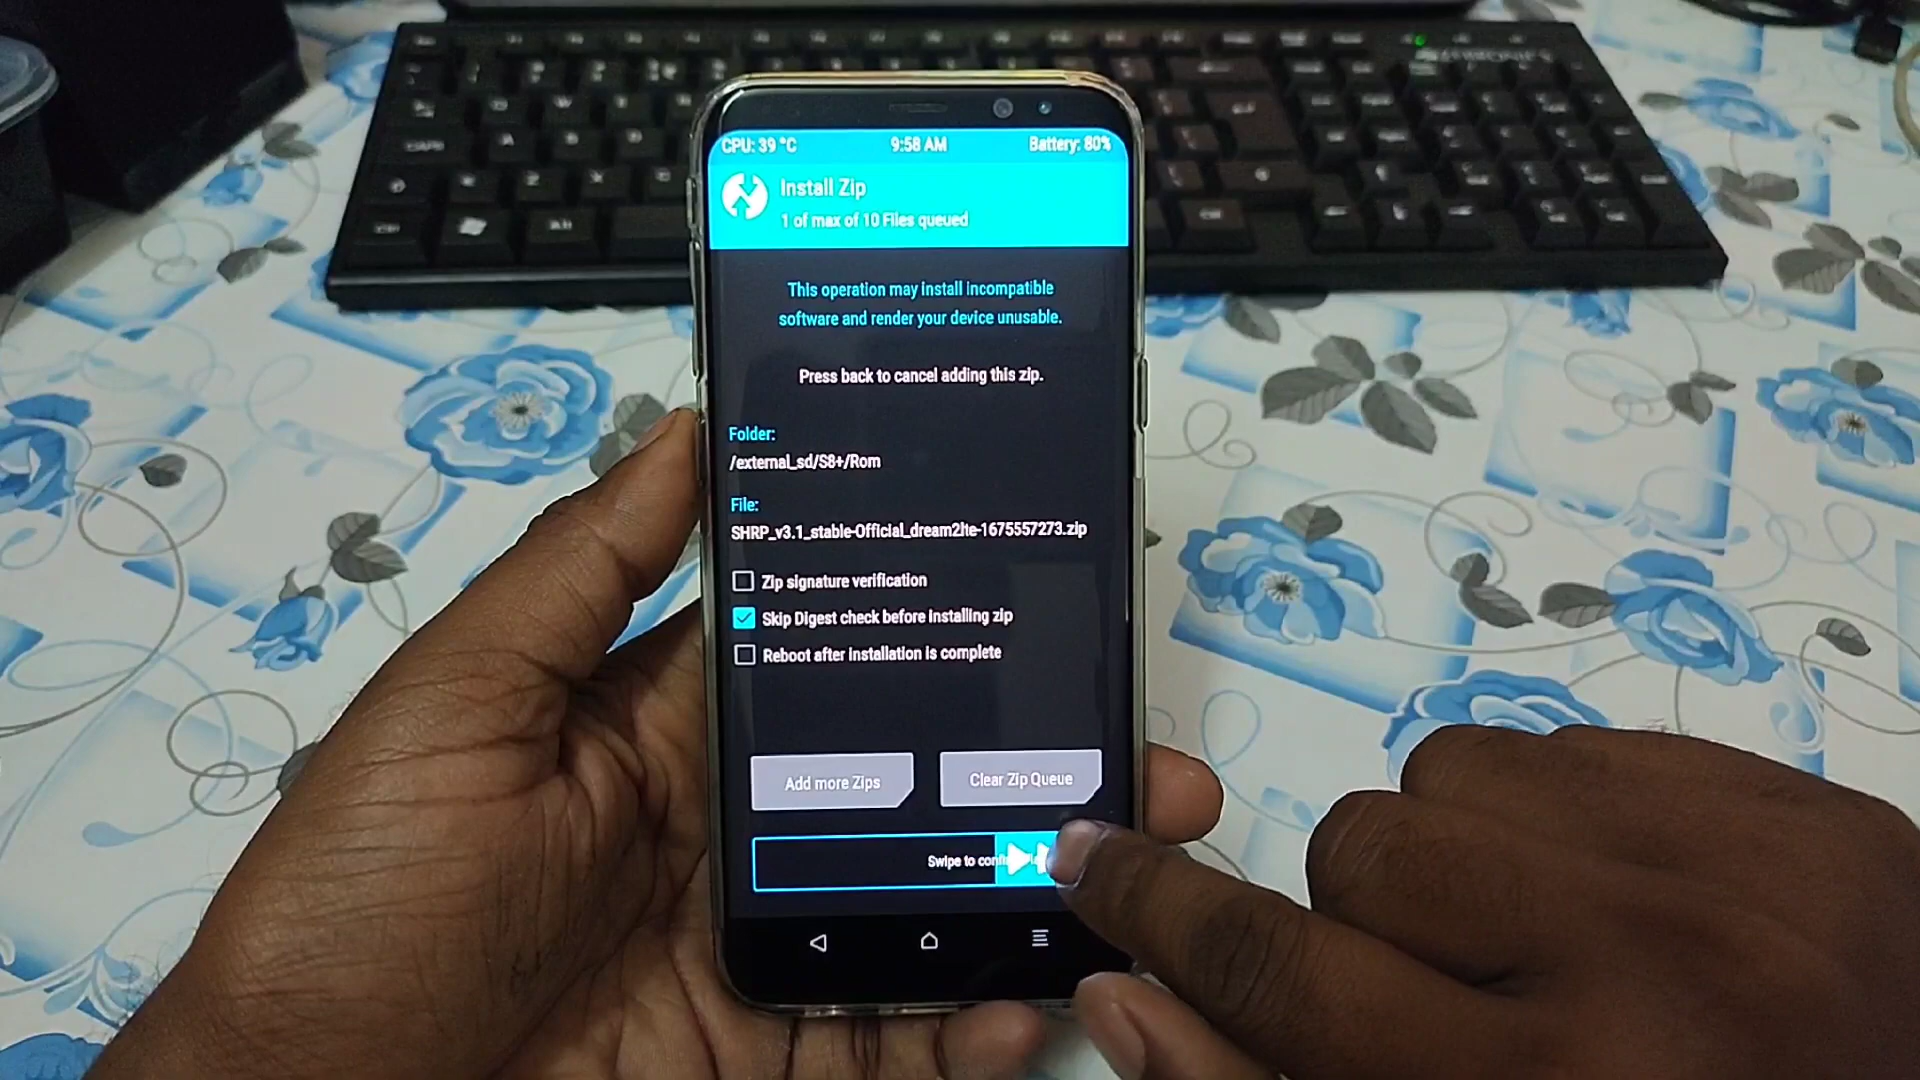 CPU: 39 °C
9:58 AM
Battery: 80%
Install Zip
1 of max of 10 Files queued
This operation may install incompatible
software and render your device unusable.
Press back to cancel adding this zip.
Folder:
/external_sd/S8+/Rom
File:
SHRP_v3.1_stable-Official_dream2lte-1675557273.zip
Zip signature verification
Skip Digest check before installing zip
Reboot after installation is complete
Add more Zips
Clear Zip Queue
Swipe to